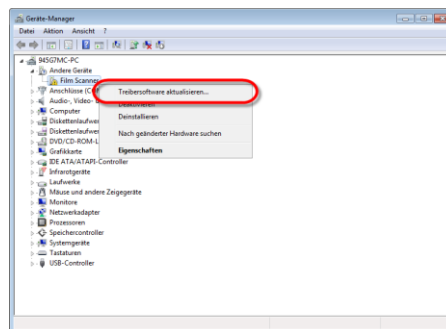 Geräte-Manager
Datei Aktion Ansicht ?
945G7MC-PC
Andere Geräte
Film Scanner
Anschlüsse (CO
Audio-, Video-
Computer
Diskettenlaufwer
Diskettenlaufwer
DVD/CD-ROM-L
Grafikkarte
IDE ATA/ATAPI-Controller
Infrarotgeräte
Laufwerke
Mäuse und andere Zeigegeräte
Monitore
Netzwerkadapter
Prozessoren
Speichercontroller
Systemgeräte
Tastaturen
USB-Controller
Treibersoftware aktualisieren...
Deaktivieren
Deinstallieren
Nach geänderter Hardware suchen
Eigenschaften